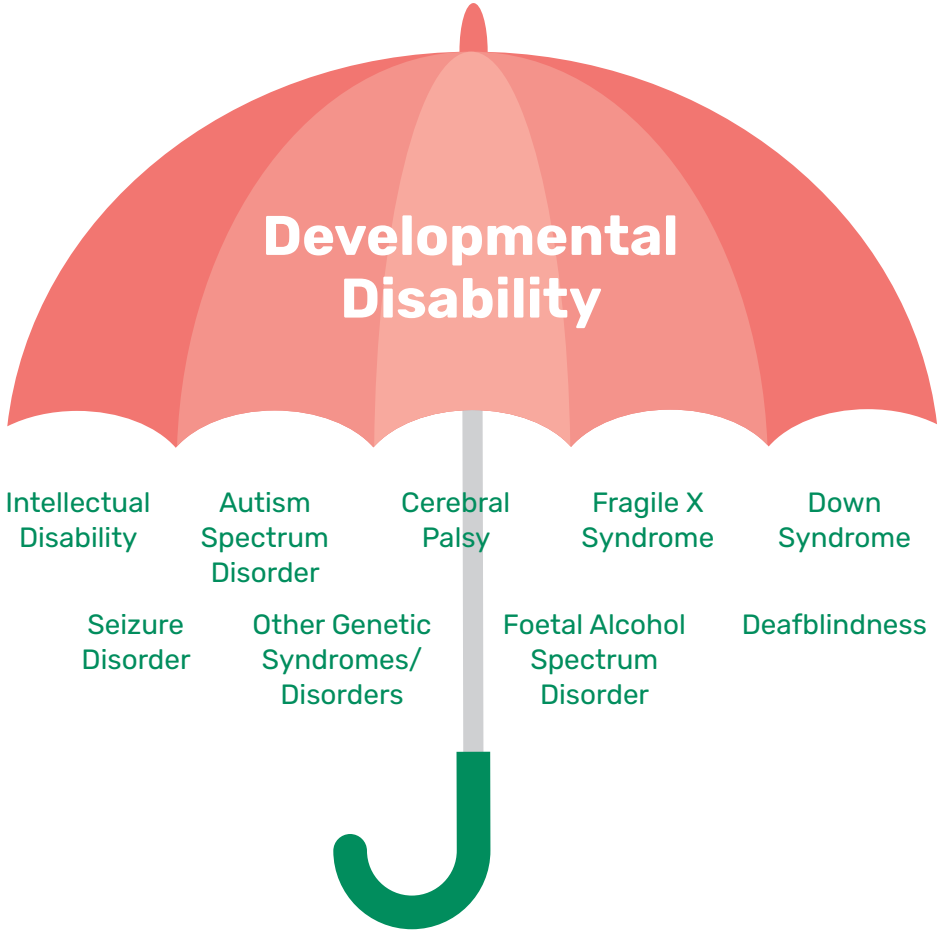 Developmental
Disability
Intellectual
Disability
Autism
Spectrum
Disorder
Cerebral
Palsy
Fragile X
Syndrome
Down
Syndrome
Seizure
Disorder
Other Genetic
Syndromes/
Disorders
Foetal Alcohol
Spectrum
Disorder
Deafblindness